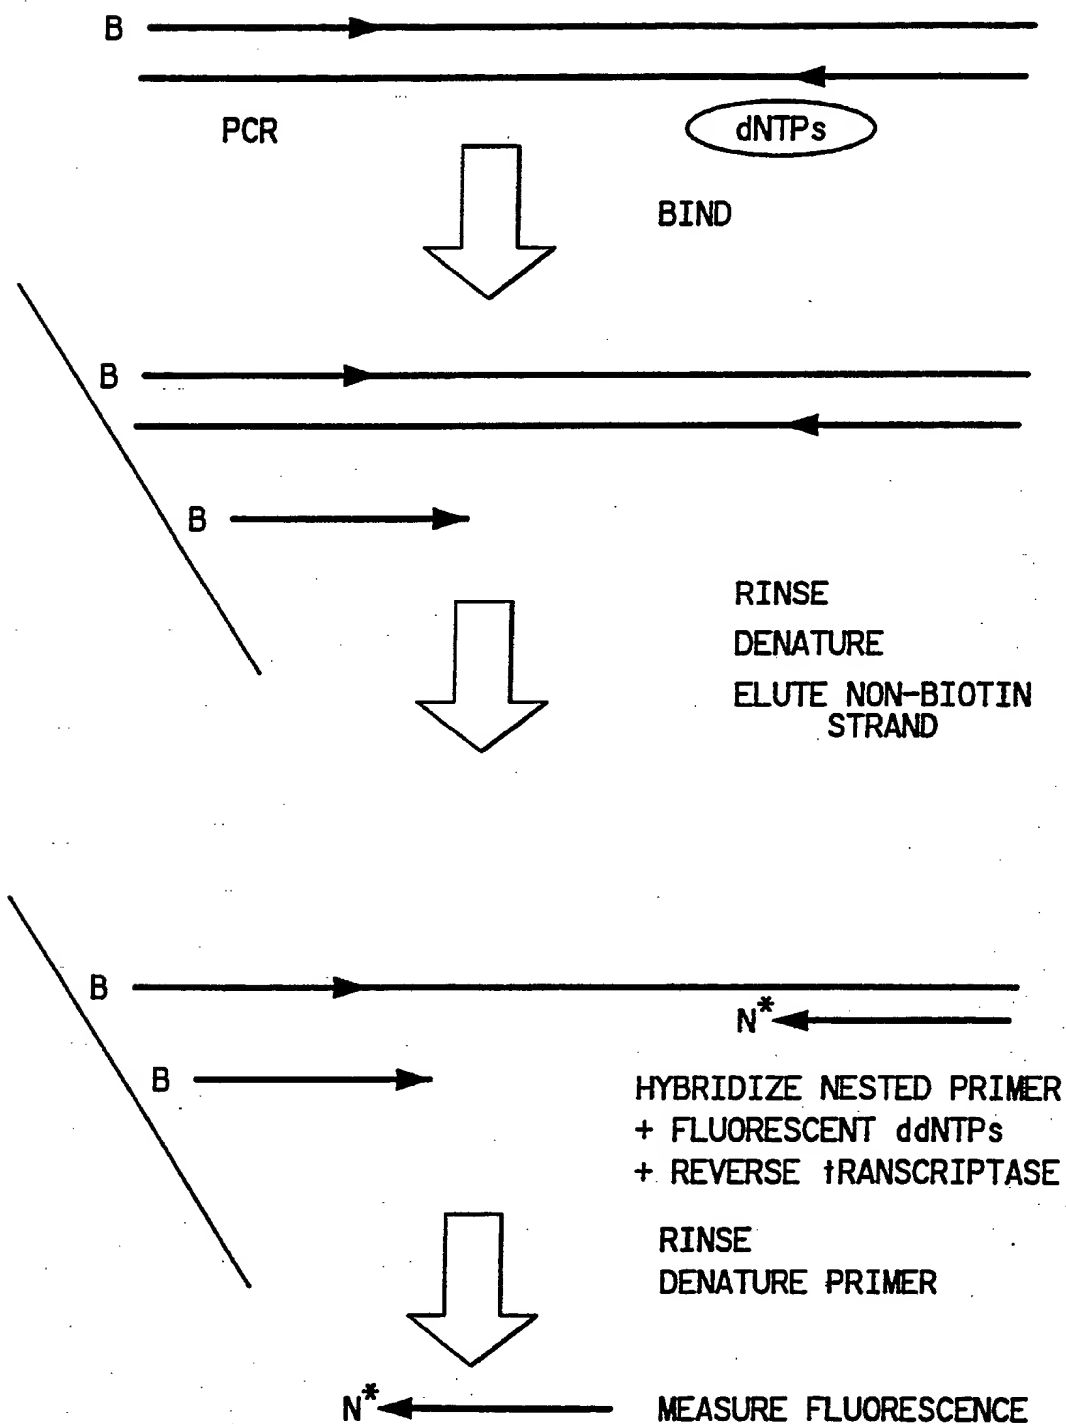 B
PCR
dNTPs
BIND
B
B
RINSE
DENATURE
ELUTE NON-BIOTIN
STRAND
B
N*
B
HYBRIDIZE NESTED PRIMER
+ FLUORESCENT ddNTPs
+ REVERSE tRANSCRIPTASE
RINSE
DENATURE PRIMER
N*
MEASURE FLUORESCENCE